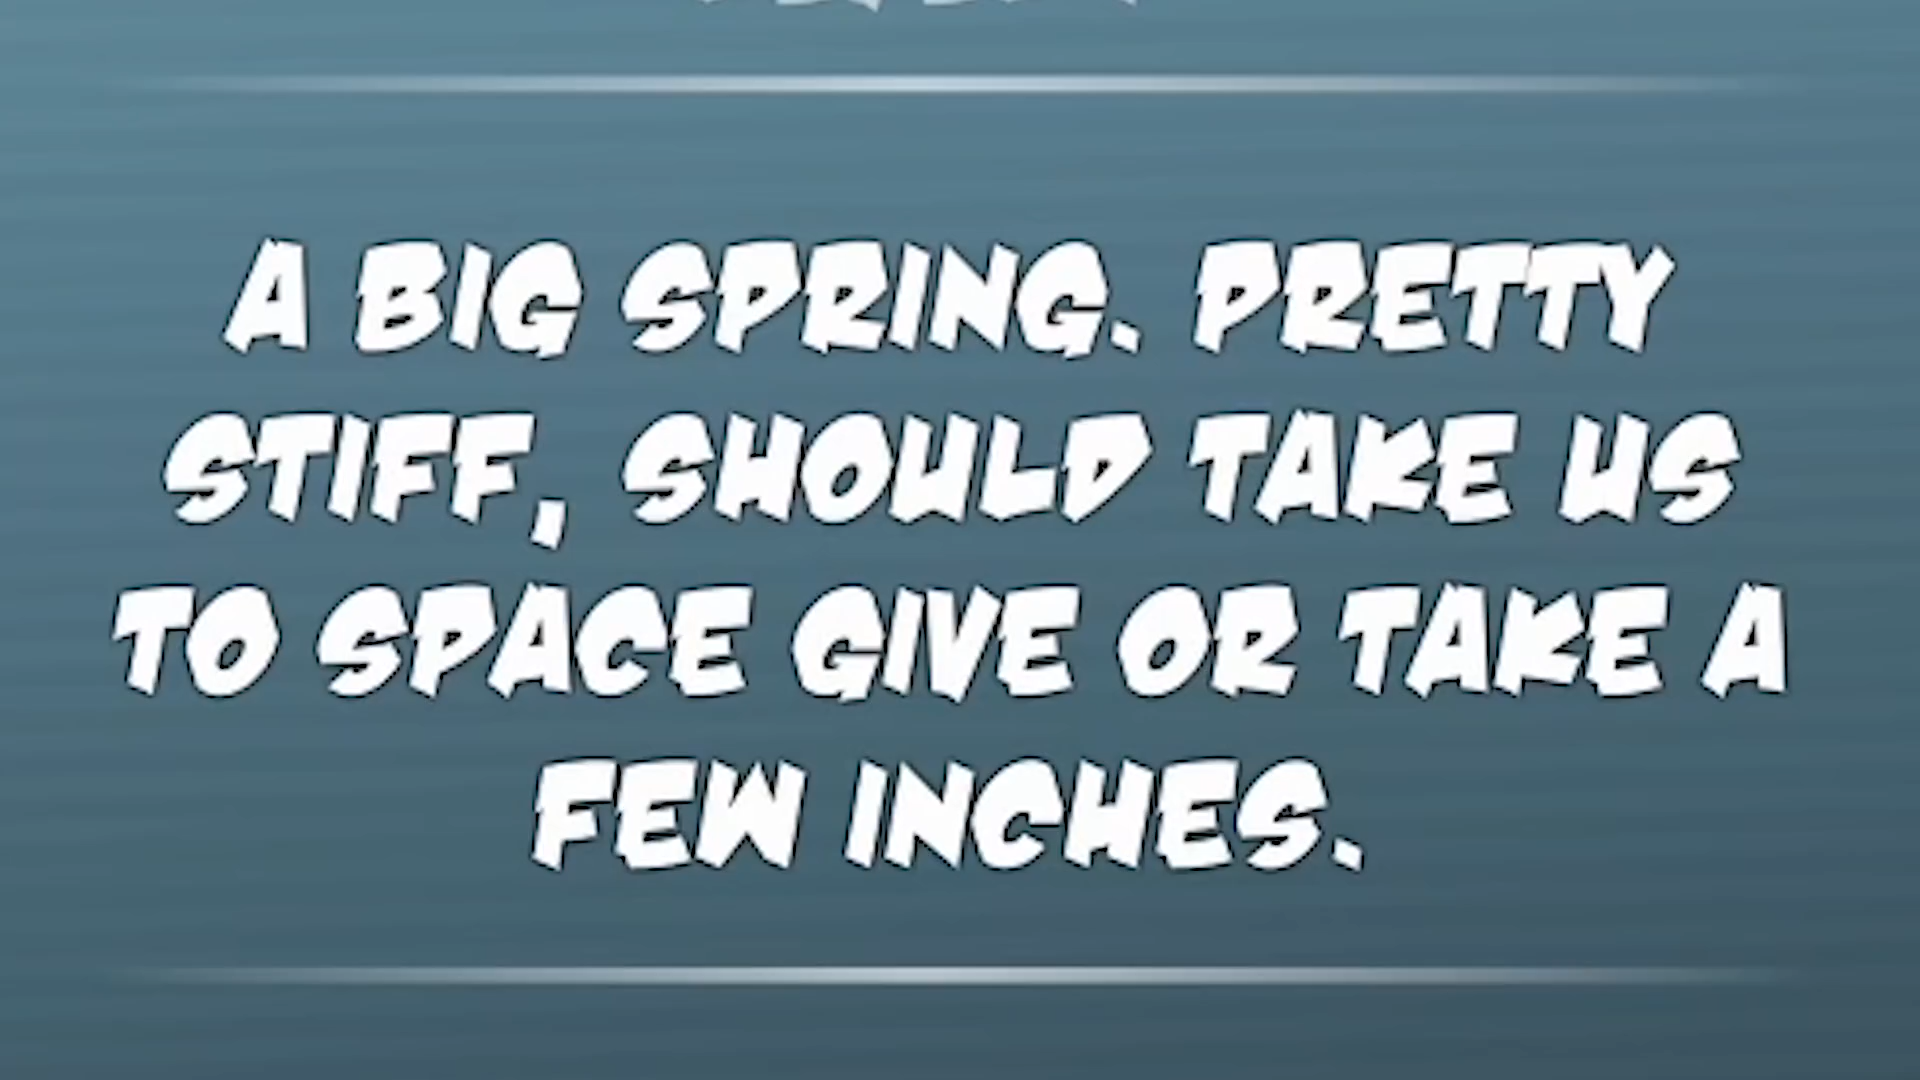 A BIG SPRING. PRETTY
STIFF, SHOULD TAKE US
TO SPACE GIVE OR TAKE A
FEW INCHES.